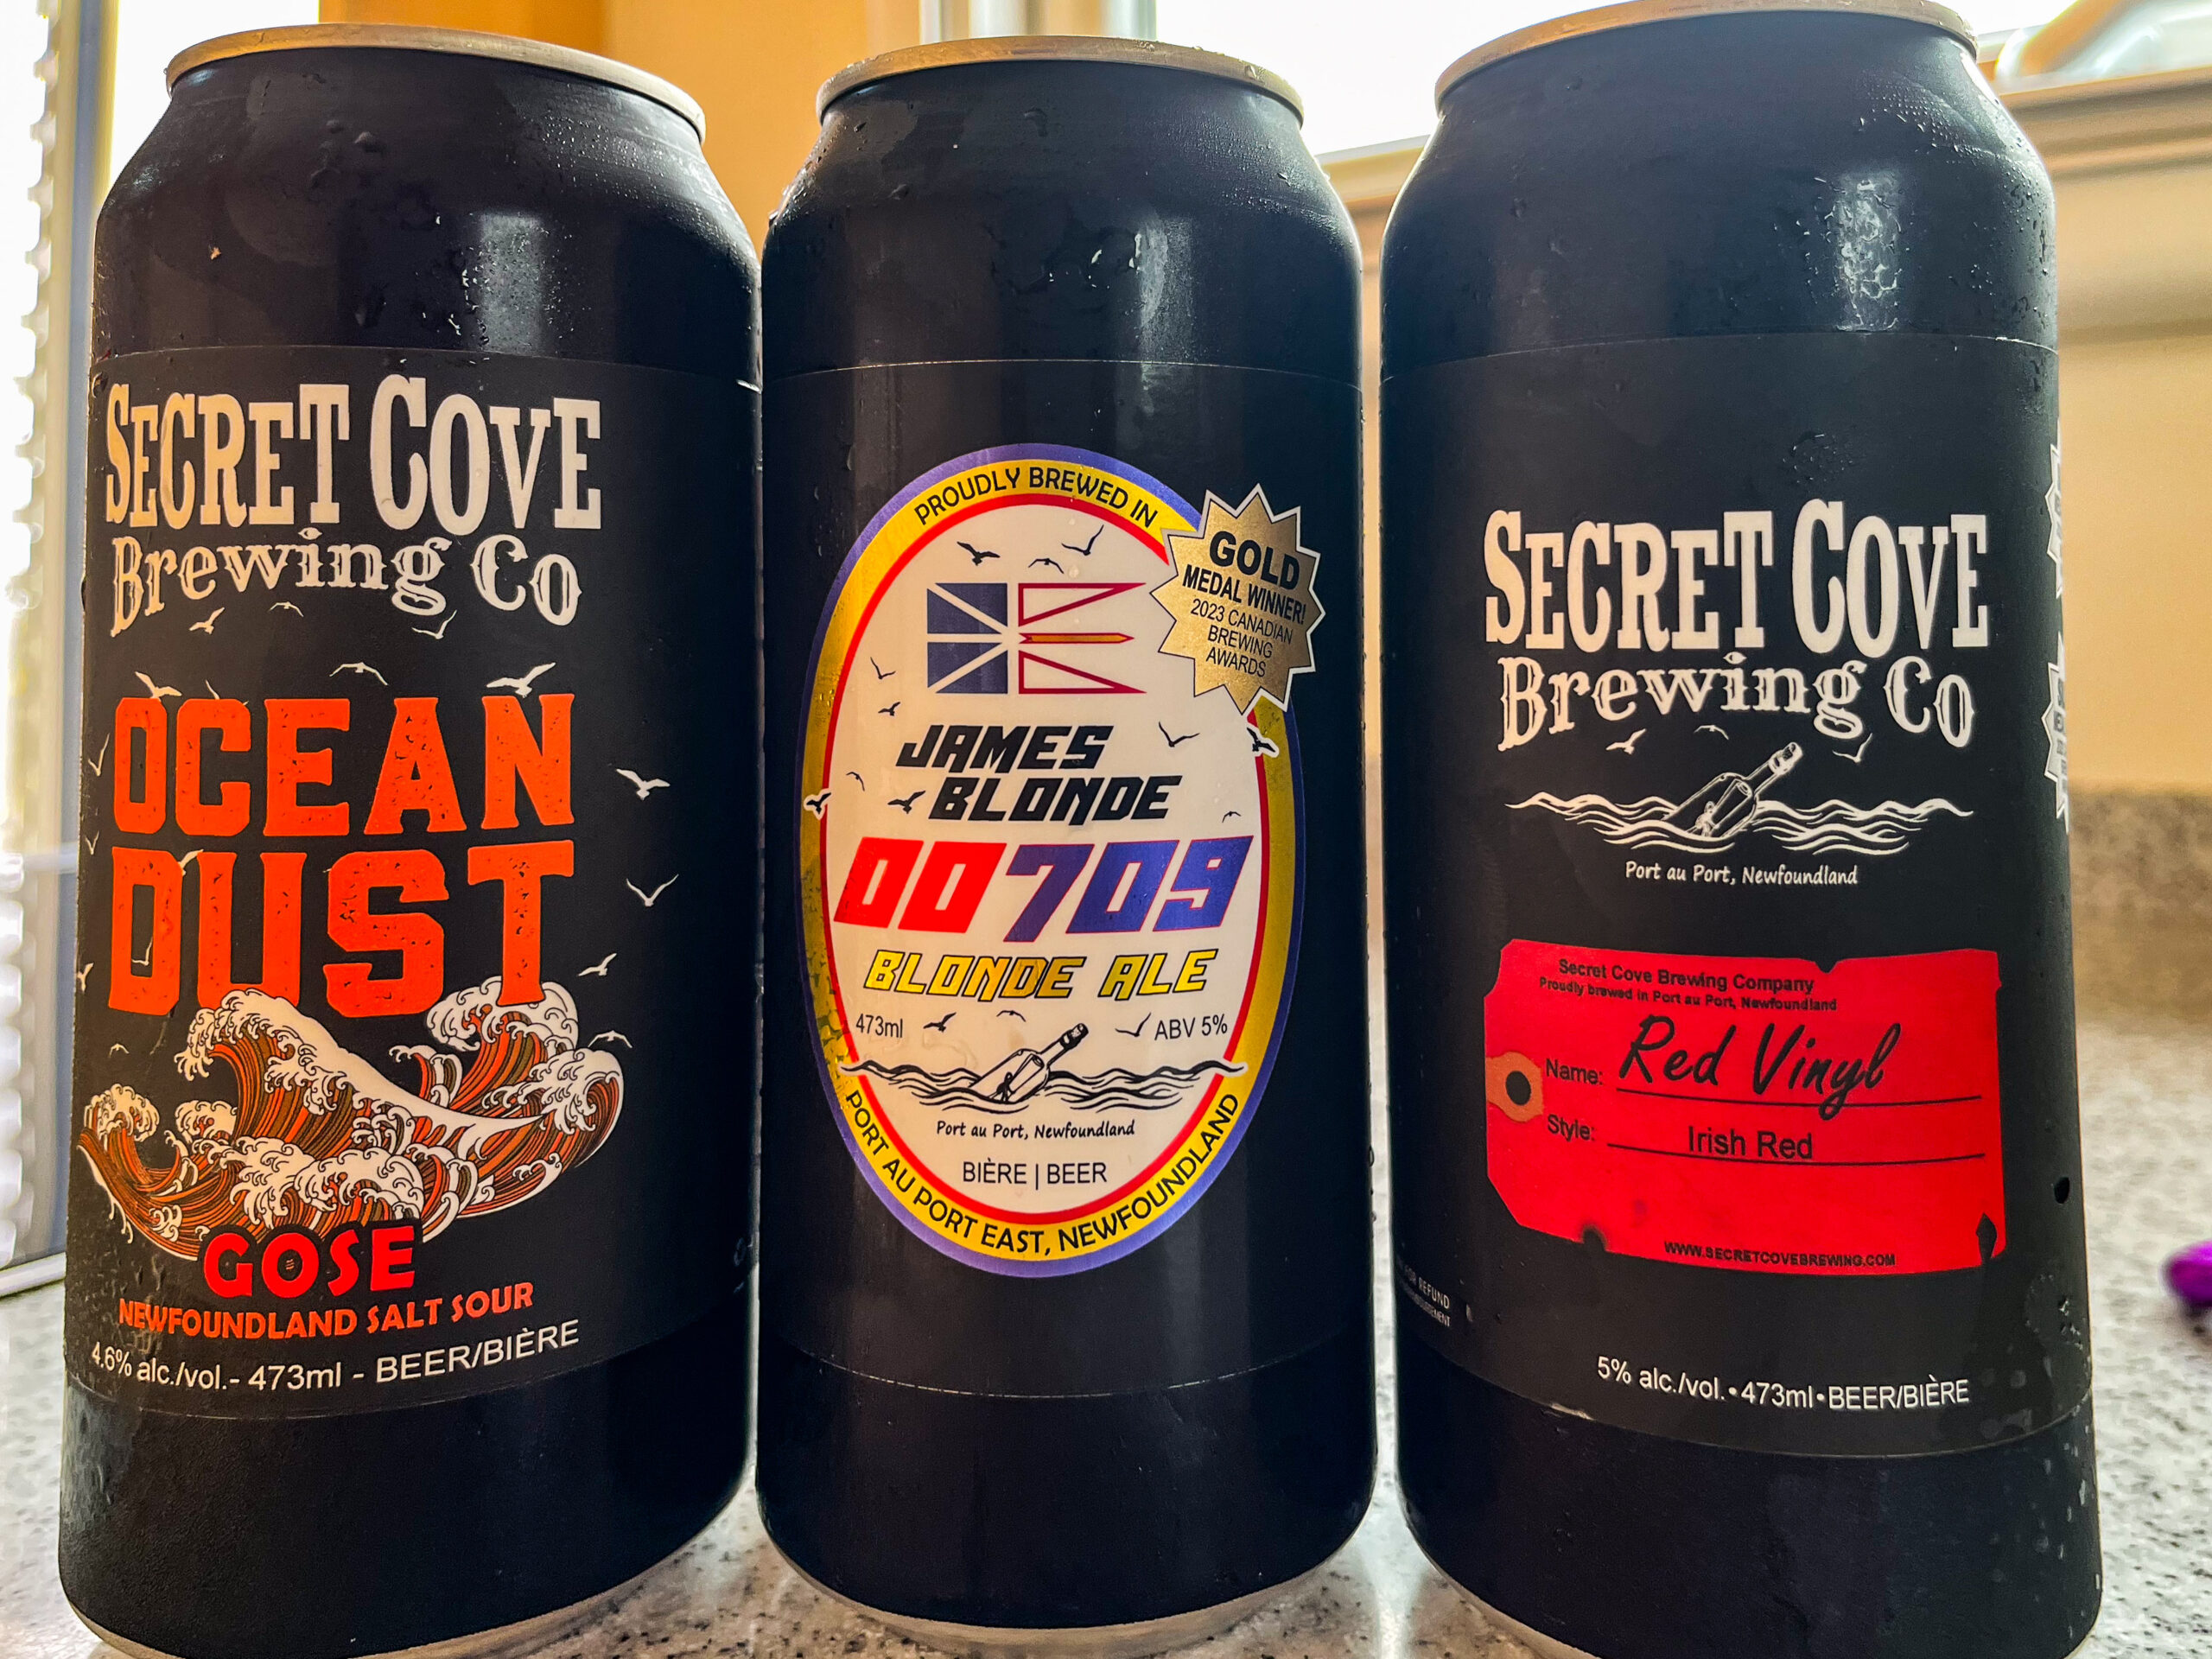 SECRET COVE
Brewing Co
OCEAN
DUST
GOSE
NEWFOUNDLAND SALT SOUR
4.6% alc./vol.- 473ml - BEER/BIÈRE
PROUDLY BREWED IN
GOLD
MEDAL WINNER!
2023 CANADIAN
BREWING
AWARDS
JAMES
BLONDE
00709
BLONDE ALE
473ml ABV 5%
Port au Port, Newfoundland
BIÈRE | BEER
PORT AU PORT EAST, NEWFOUNDLAND
SECRET COVE
Brewing Co
Port au Port, Newfoundland
Secret Cove Brewing Company
Proudly brewed in Port au Port, Newfoundland
Name: Red Vinyl
Style: Irish Red
WWW.SECRETCOVEBREWING.COM
FOR REFUND
5% alc./vol.•473ml•BEER/BIÈRE